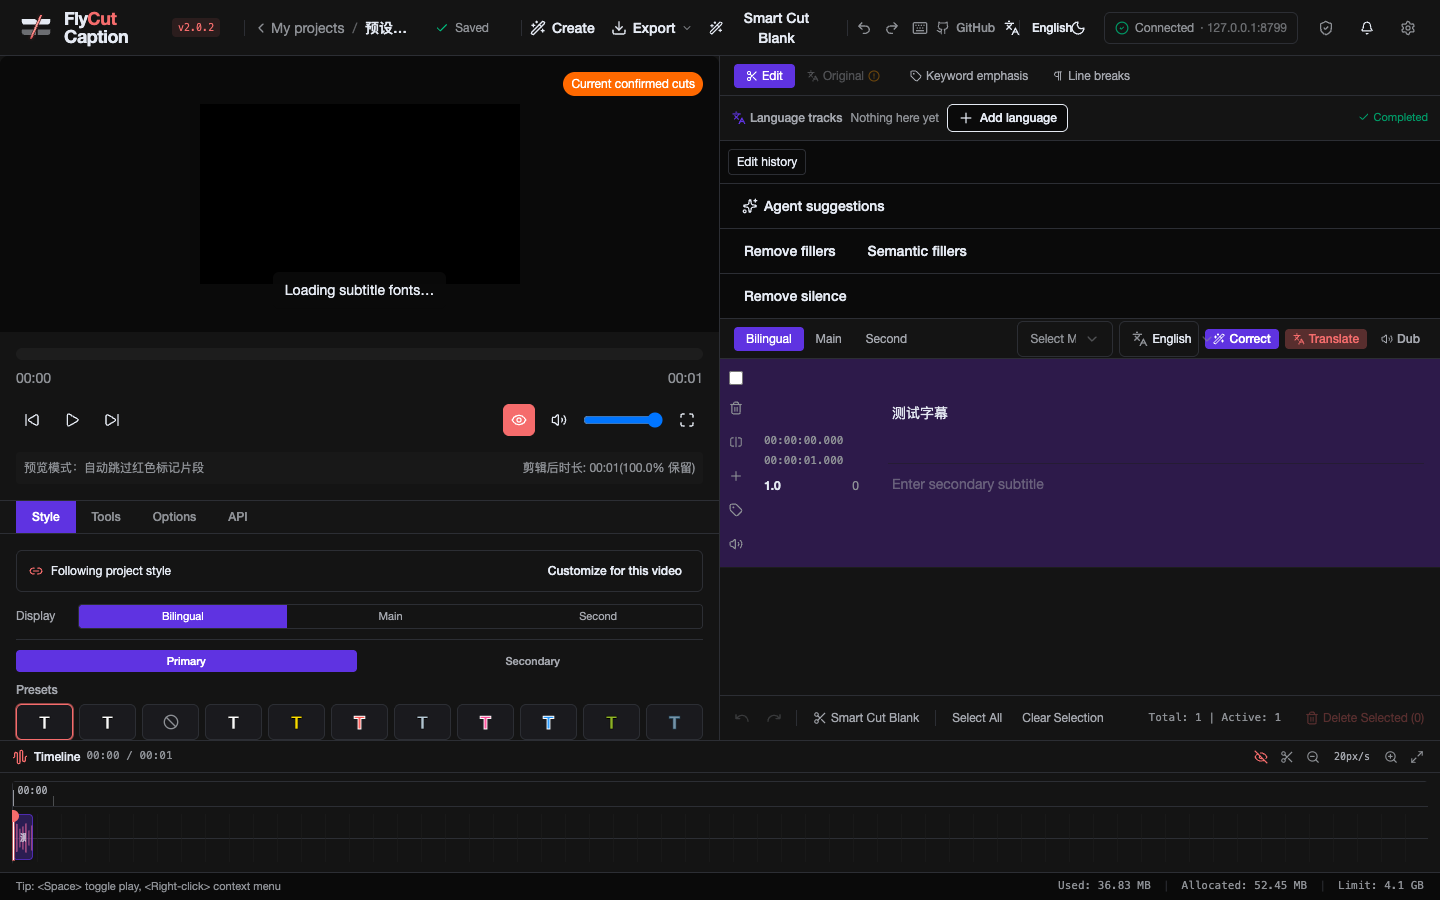 FlyCut
Caption
v2.0.2
My projects / 预设...
Saved
Create
Export
Smart Cut
Blank
GitHub
English
Connected · 127.0.0.1:8799
Current confirmed cuts
Loading subtitle fonts...
00:00
00:01
预览模式：自动跳过红色标记片段
剪辑后时长: 00:01(100.0% 保留)
Style
Tools
Options
API
Following project style
Customize for this video
Display
Bilingual
Main
Second
Primary
Secondary
Presets
T T T T T T T T T T
Edit
Original
Keyword emphasis
Line breaks
Language tracks
Nothing here yet
Add language
Completed
Edit history
Agent suggestions
Remove fillers
Semantic fillers
Remove silence
Bilingual
Main
Second
Select M
English
Correct
Translate
Dub
测试字幕
00:00:00.000
00:00:01.000
1.0
0
Enter secondary subtitle
Smart Cut Blank
Select All
Clear Selection
Total: 1 | Active: 1
Delete Selected (0)
Timeline
00:00 / 00:01
20px/s
00:00
Tip: <Space> toggle play, <Right-click> context menu
Used: 36.83 MB
Allocated: 52.45 MB
Limit: 4.1 GB